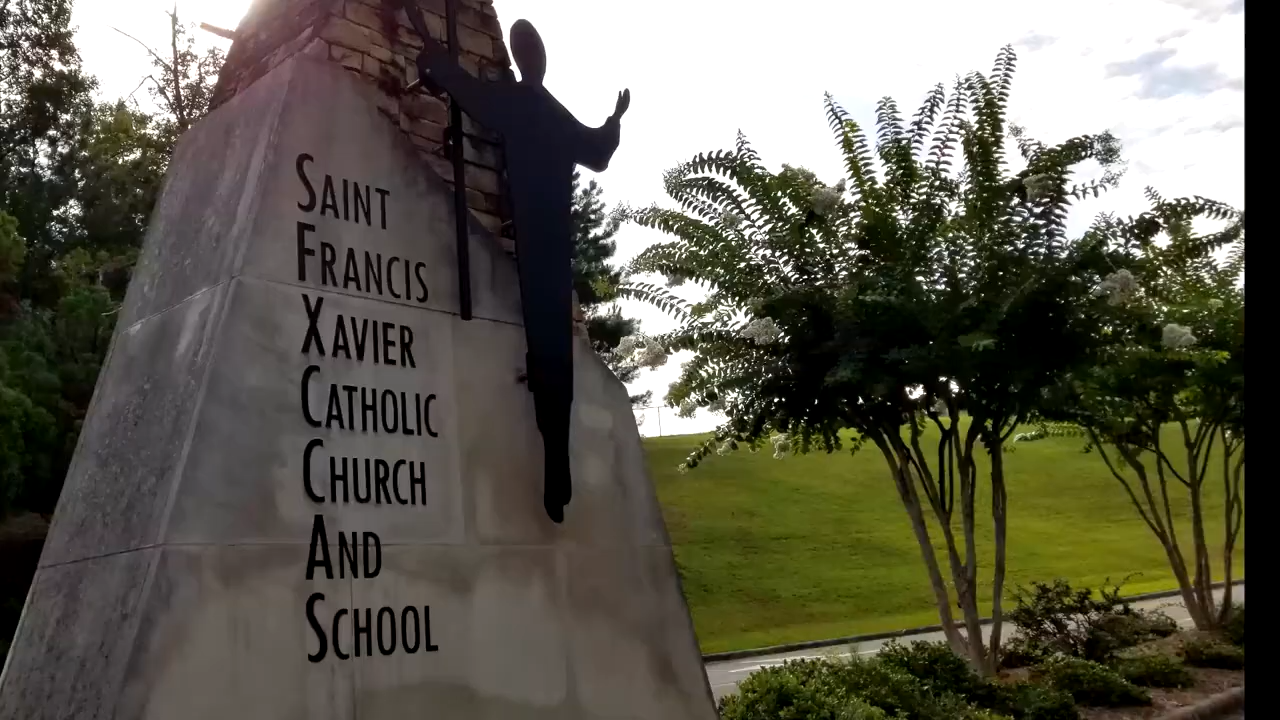 SAINT
FRANCIS
XAVIER
CATHOLIC
CHURCH
AND
SCHOOL